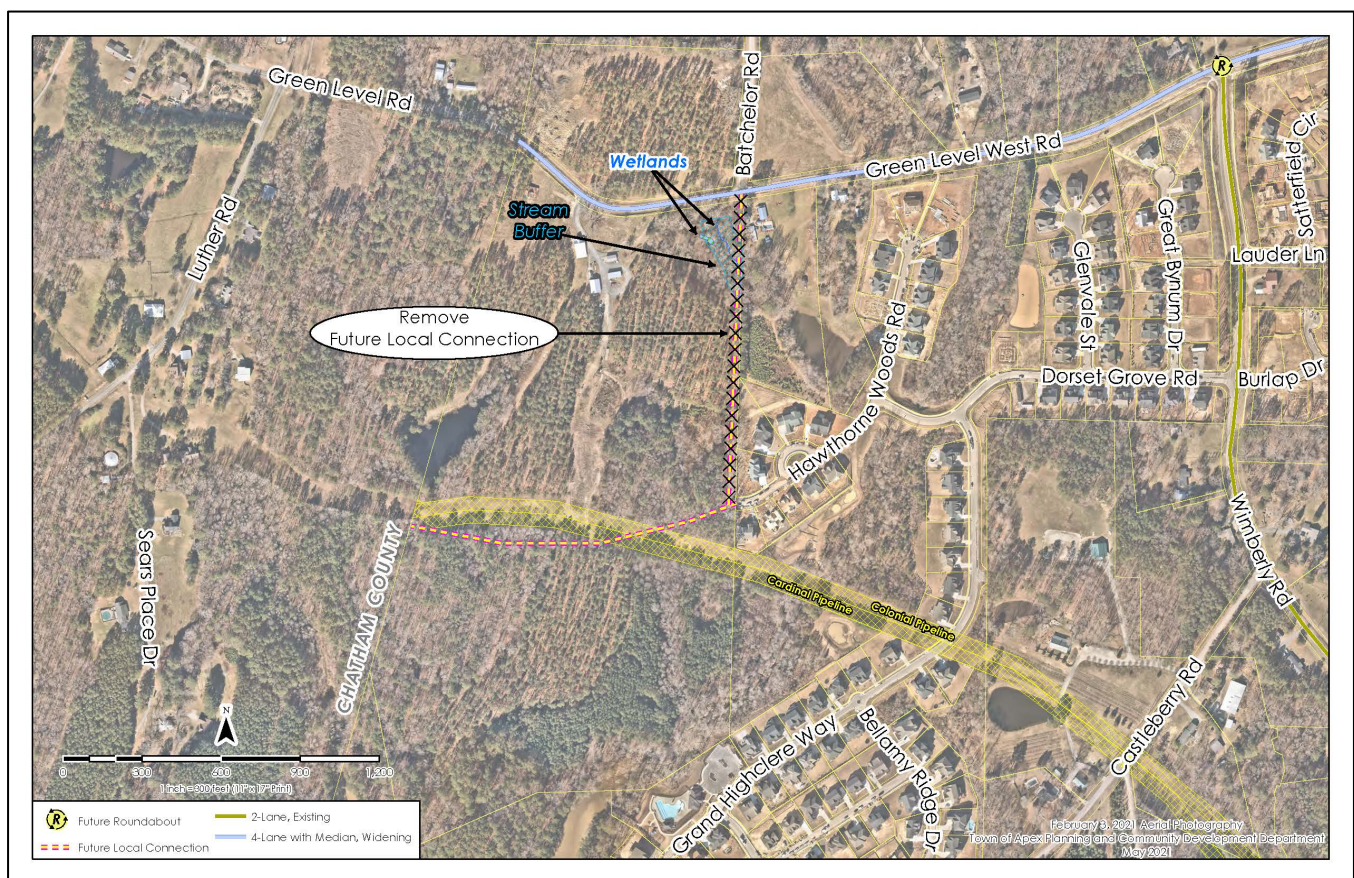 Green Level Rd
Batchelor Rd
R
Green Level West Rd
Satterfield Cir
Wetlands
Stream
Buffer
Luther Rd
Glenvale St
Great Bynum Dr
Lauder Ln
Remove
Future Local Connection
Hawthorne Woods Rd
Dorset Grove Rd
Burlap Dr
Wimberly Rd
Sears Place Dr
CHATHAM COUNTY
Cardinal Pipeline
Colonial Pipeline
Castleberry Rd
Grand Highclere Way
Bellamy Ridge Dr
N
0 300 600 900 1,200
1 inch = 300 feet (11" x 17" Print)
R Future Roundabout
2-Lane, Existing
4-Lane with Median, Widening
Future Local Connection
February 3, 2021 Aerial Photography
Town of Apex Planning and Community Development Department
May 2021